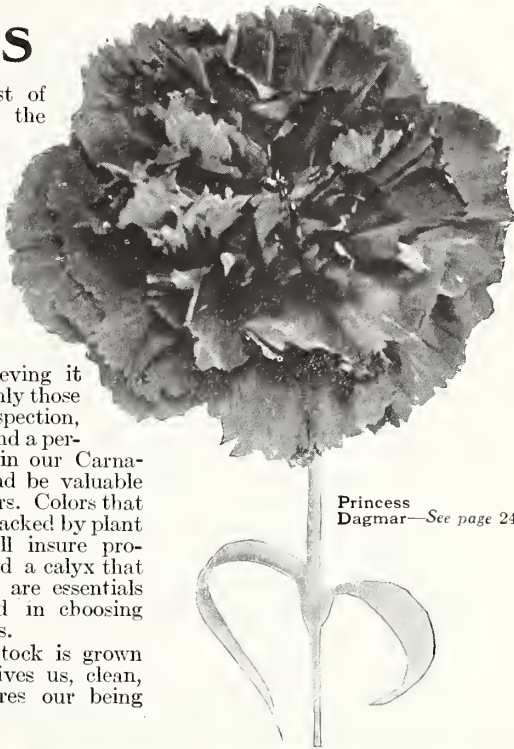 S
st of
the
eving it
nly those
spection,
nd a per-
in our Carna-
nd be valuable
rs. Colors that
acked by plant
ll insure pro-
d a calyx that
are essentials
d in choosing
s.
tock is grown
ives us, clean,
res our being
Princess
Dagmar—See page 24